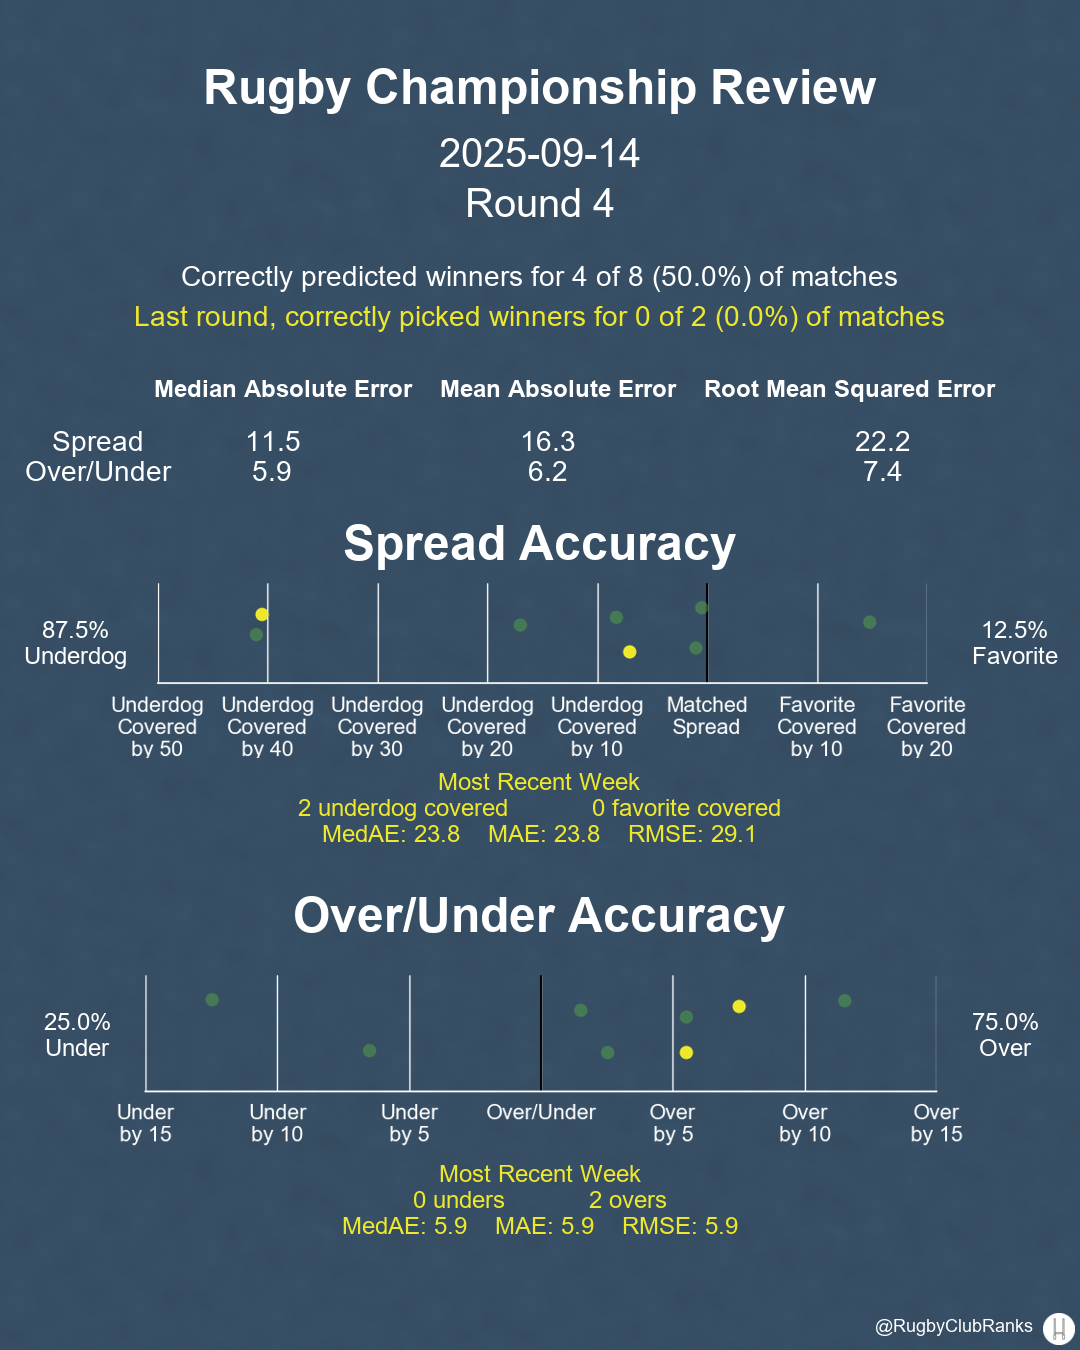 Rugby Championship Review
2025-09-14
Round 4
Correctly predicted winners for 4 of 8 (50.0%) of matches
Last round, correctly picked winners for 0 of 2 (0.0%) of matches
Median Absolute Error Mean Absolute Error Root Mean Squared Error
Spread 11.5 16.3 22.2
Over/Under 5.9 6.2 7.4
Spread Accuracy
87.5% 12.5%
Underdog Favorite
Underdog Underdog Underdog Underdog Underdog Matched Favorite Favorite
Covered Covered Covered Covered Covered Spread Covered Covered
by 50 by 40 by 30 by 20 by 10 by 10 by 20
Most Recent Week
2 underdog covered 0 favorite covered
MedAE: 23.8 MAE: 23.8 RMSE: 29.1
Over/Under Accuracy
25.0% 75.0%
Under Over
Under Under Under Over/Under Over Over Over
by 15 by 10 by 5 by 5 by 10 by 15
Most Recent Week
0 unders 2 overs
MedAE: 5.9 MAE: 5.9 RMSE: 5.9
@RugbyClubRanks